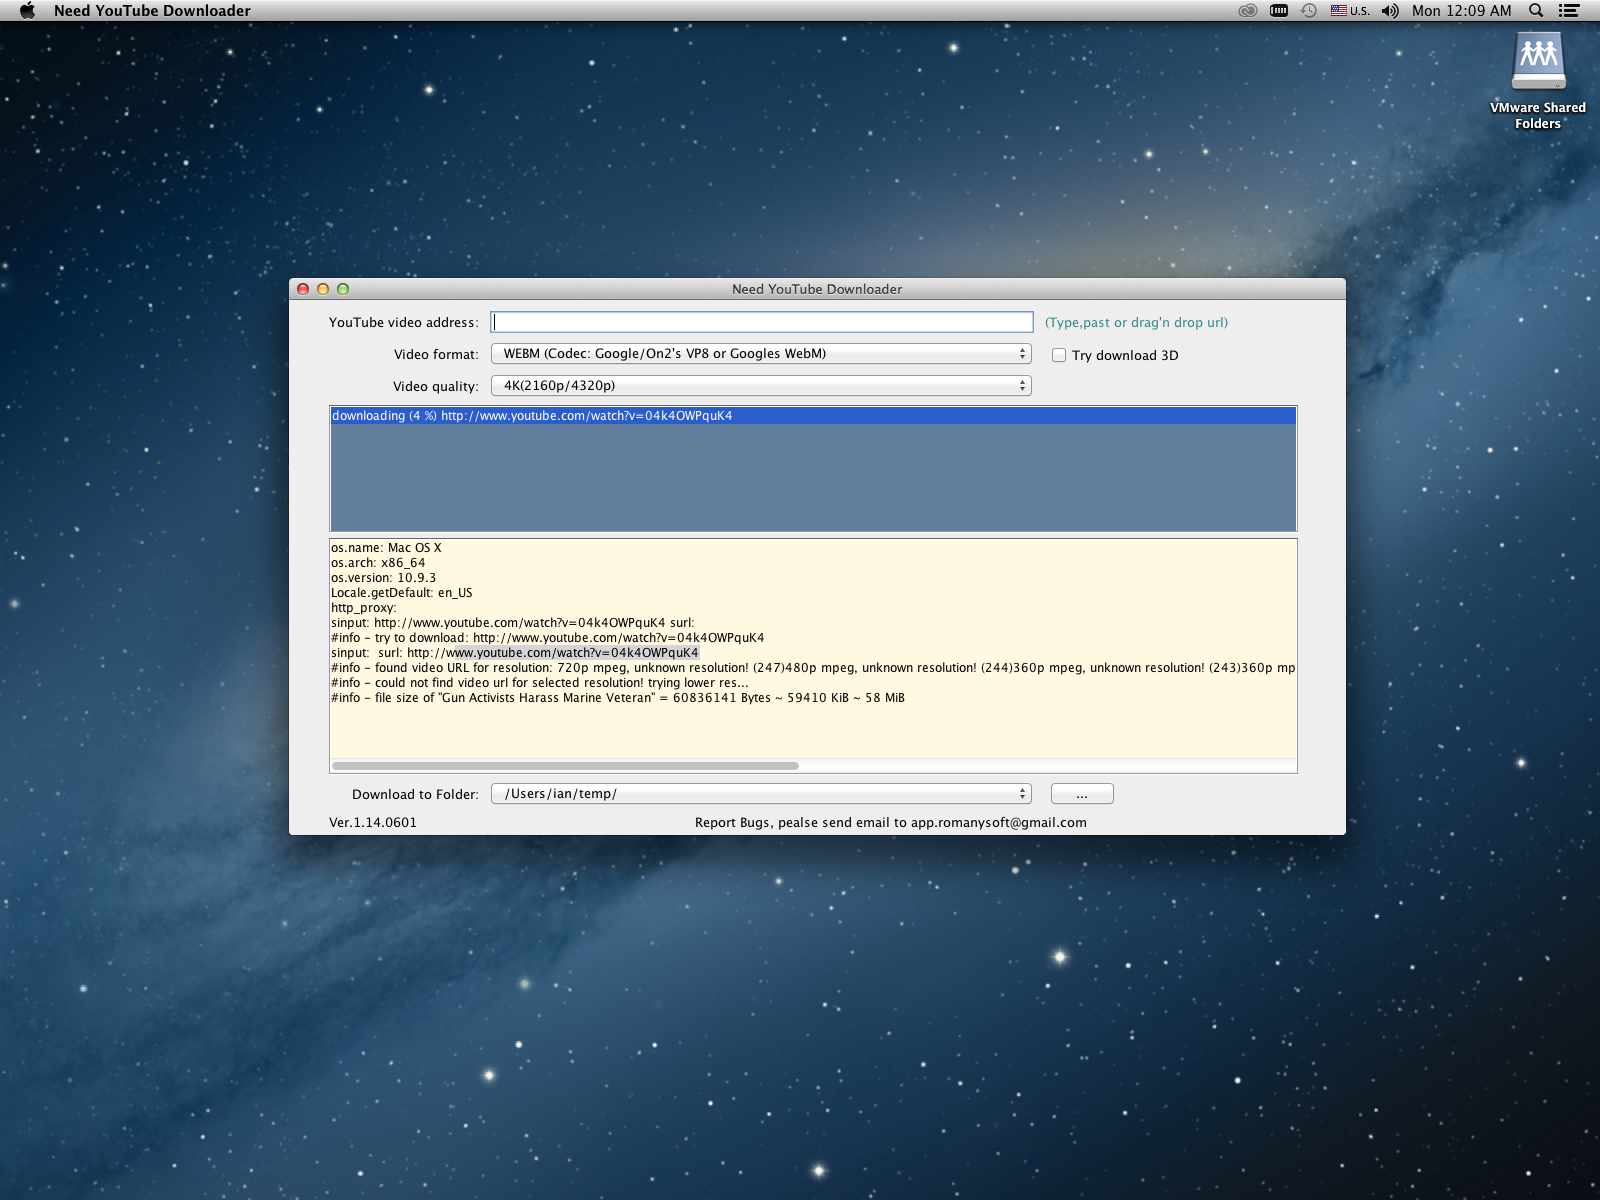 Need YouTube Downloader
U.S.
Mon 12:09 AM
VMware Shared
Folders
Need YouTube Downloader
YouTube video address:
(Type,past or drag'n drop url)
Video format:
WEBM (Codec: Google/On2's VP8 or Googles WebM)
Try download 3D
Video quality:
4K(2160p/4320p)
downloading (4 %) http://www.youtube.com/watch?v=04k4OWPquK4
os.name: Mac OS X
os.arch: x86_64
os.version: 10.9.3
Locale.getDefault: en_US
http_proxy:
sinput: http://www.youtube.com/watch?v=04k4OWPquK4 surl:
#info - try to download: http://www.youtube.com/watch?v=04k4OWPquK4
sinput:  surl: http://www.youtube.com/watch?v=04k4OWPquK4
#info - found video URL for resolution: 720p mpeg, unknown resolution! (247)480p mpeg, unknown resolution! (244)360p mpeg, unknown resolution! (243)360p mp
#info - could not find video url for selected resolution! trying lower res...
#info - file size of "Gun Activists Harass Marine Veteran" = 60836141 Bytes ~ 59410 KiB ~ 58 MiB
Download to Folder:
/Users/ian/temp/
...
Ver.1.14.0601
Report Bugs, pealse send email to app.romanysoft@gmail.com